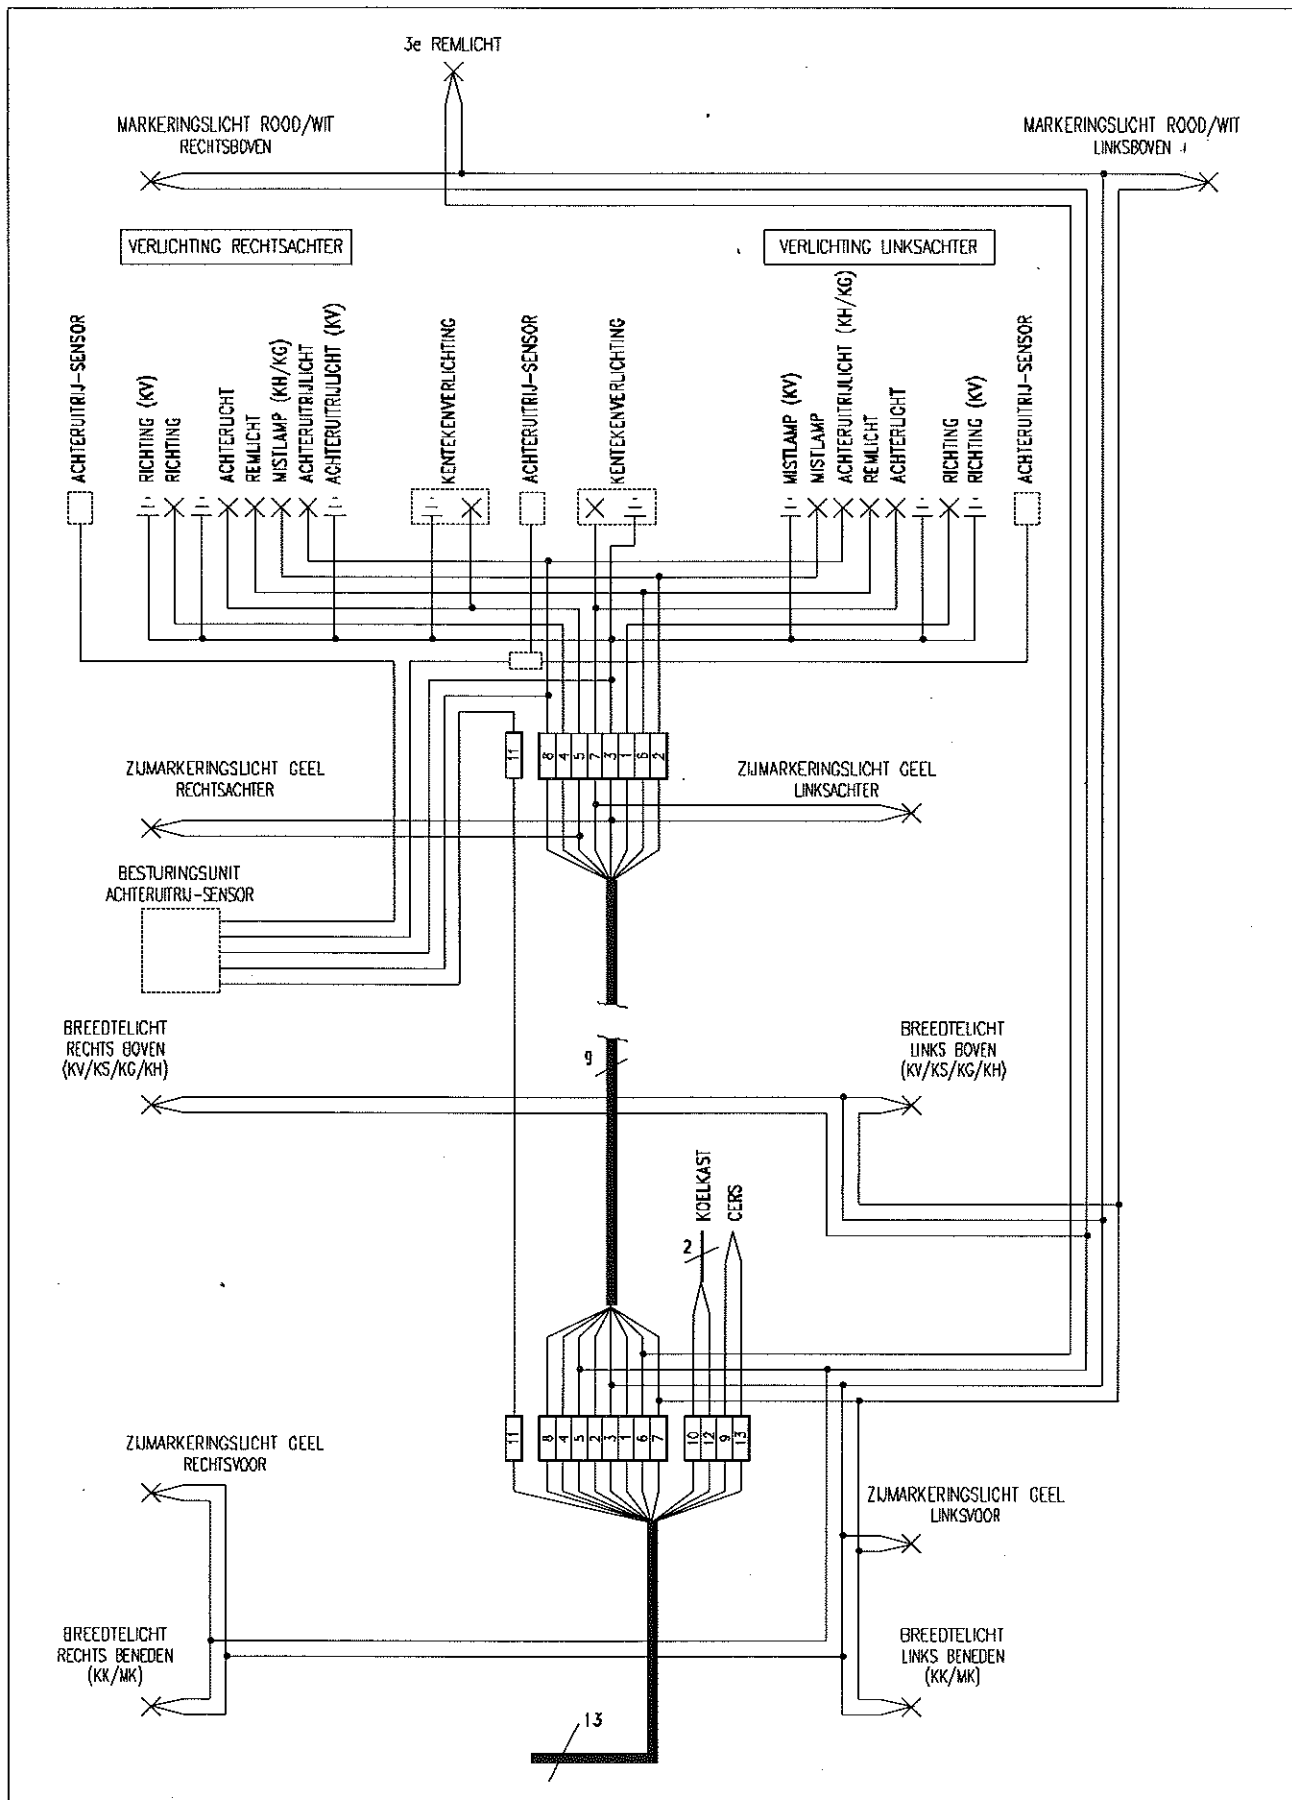 3e REMLICHT
MARKERINGSLICHT ROOD/WIT
RECHTSBOVEN
MARKERINGSLICHT ROOD/WIT
LINKSBOVEN
VERLICHTING RECHTSACHTER
VERLICHTING LINKSACHTER
ACHTERUITRIJ-SENSOR
RICHTING (KV)
RICHTING
ACHTERLICHT
REMLICHT
MISTLAMP (KH/KG)
ACHTERUITRIJLICHT
ACHTERUITRIJLICHT (KV)
KENTEKENVERLICHTING
ACHTERUITRIJ-SENSOR
KENTEKENVERLICHTING
MISTLAMP (KV)
MISTLAMP
ACHTERUITRIJLICHT (KH/KG)
REMLICHT
ACHTERLICHT
RICHTING
RICHTING (KV)
ACHTERUITRIJ-SENSOR
11
8 4 5 7 3 1 6 2
ZIJMARKERINGSLICHT GEEL
RECHTSACHTER
ZIJMARKERINGSLICHT GEEL
LINKSACHTER
BESTURINGSUNIT
ACHTERUITRIJ-SENSOR
BREEDTELICHT
RECHTS BOVEN
(KV/KS/KG/KH)
9
BREEDTELICHT
LINKS BOVEN
(KV/KS/KG/KH)
2
KOELKAST
CERS
11
8 4 5 2 3 1 6 7
10 12 9 13
ZIJMARKERINGSLICHT GEEL
RECHTSVOOR
ZIJMARKERINGSLICHT GEEL
LINKSVOOR
BREEDTELICHT
RECHTS BENEDEN
(KK/MK)
BREEDTELICHT
LINKS BENEDEN
(KK/MK)
13